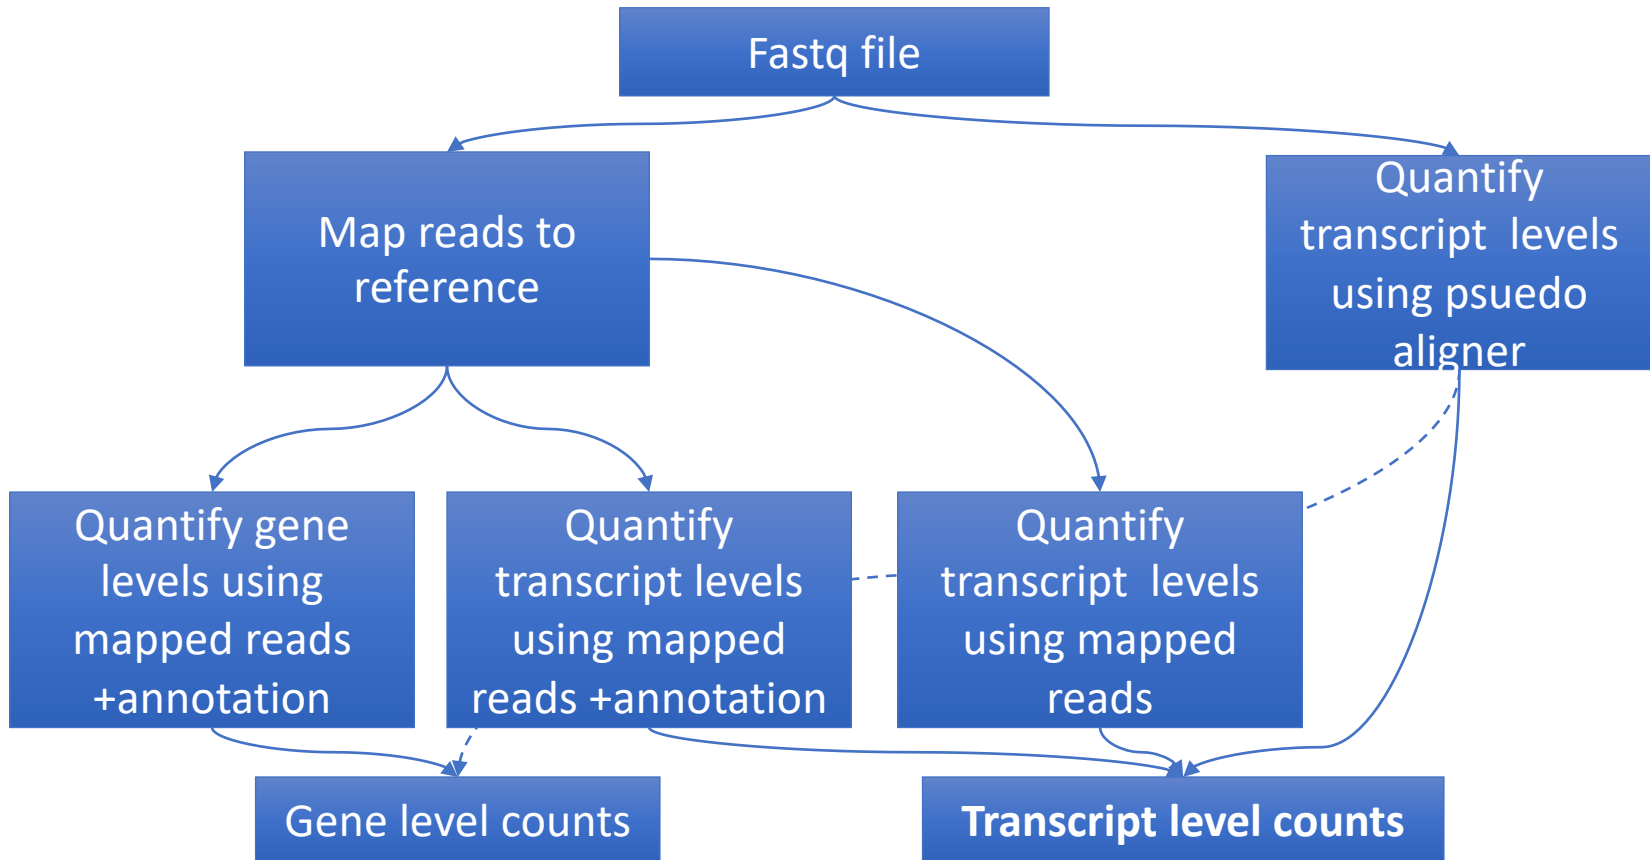 Fastq file
Map reads to
reference
Quantify
transcript  levels
using psuedo
aligner
Quantify gene
levels using
mapped reads
+annotation
Quantify
transcript levels
using mapped
reads +annotation
Quantify
transcript  levels
using mapped
reads
Gene level counts
Transcript level counts